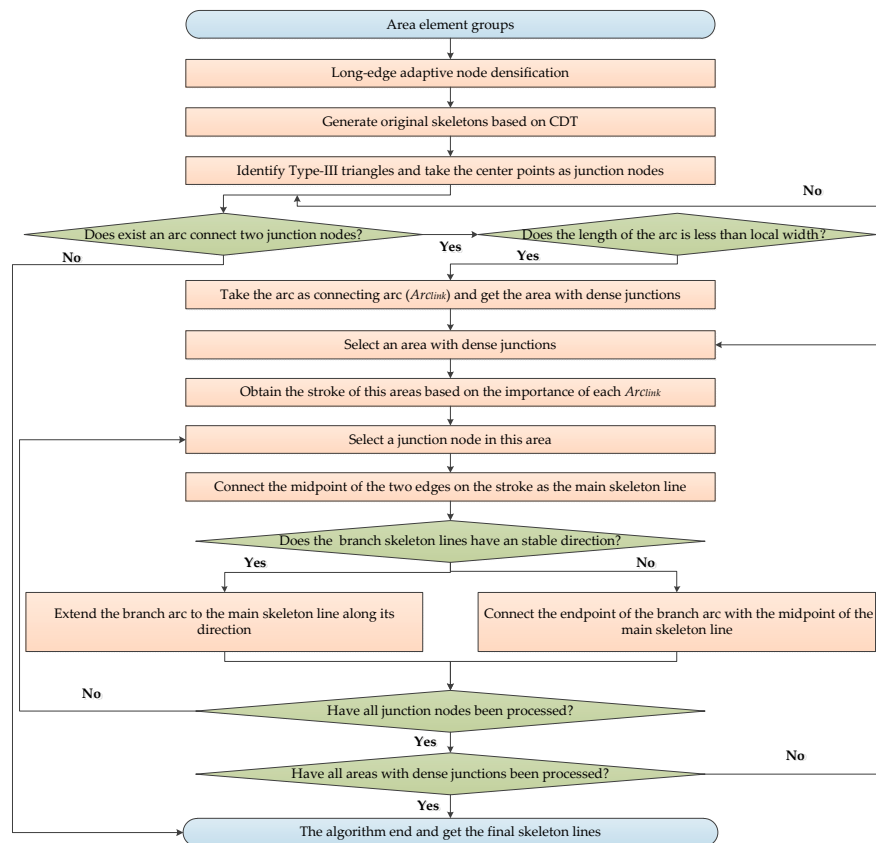 Area element groups
Long-edge adaptive node densification
Generate original skeletons based on CDT
Identify Type-III triangles and take the center points as junction nodes
No
Does exist an arc connect two junction nodes?
Yes
Does the length of the arc is less than local width?
No
Yes
Take the arc as connecting arc (Arclink) and get the area with dense junctions
Select an area with dense junctions
Obtain the stroke of this areas based on the importance of each Arclink
Select a junction node in this area
Connect the midpoint of the two edges on the stroke as the main skeleton line
Does the branch skeleton lines have an stable direction?
Yes
No
Extend the branch arc to the main skeleton line along its
direction
Connect the endpoint of the branch arc with the midpoint of the
main skeleton line
No
Have all junction nodes been processed?
Yes
No
Have all areas with dense junctions been processed?
Yes
The algorithm end and get the final skeleton lines